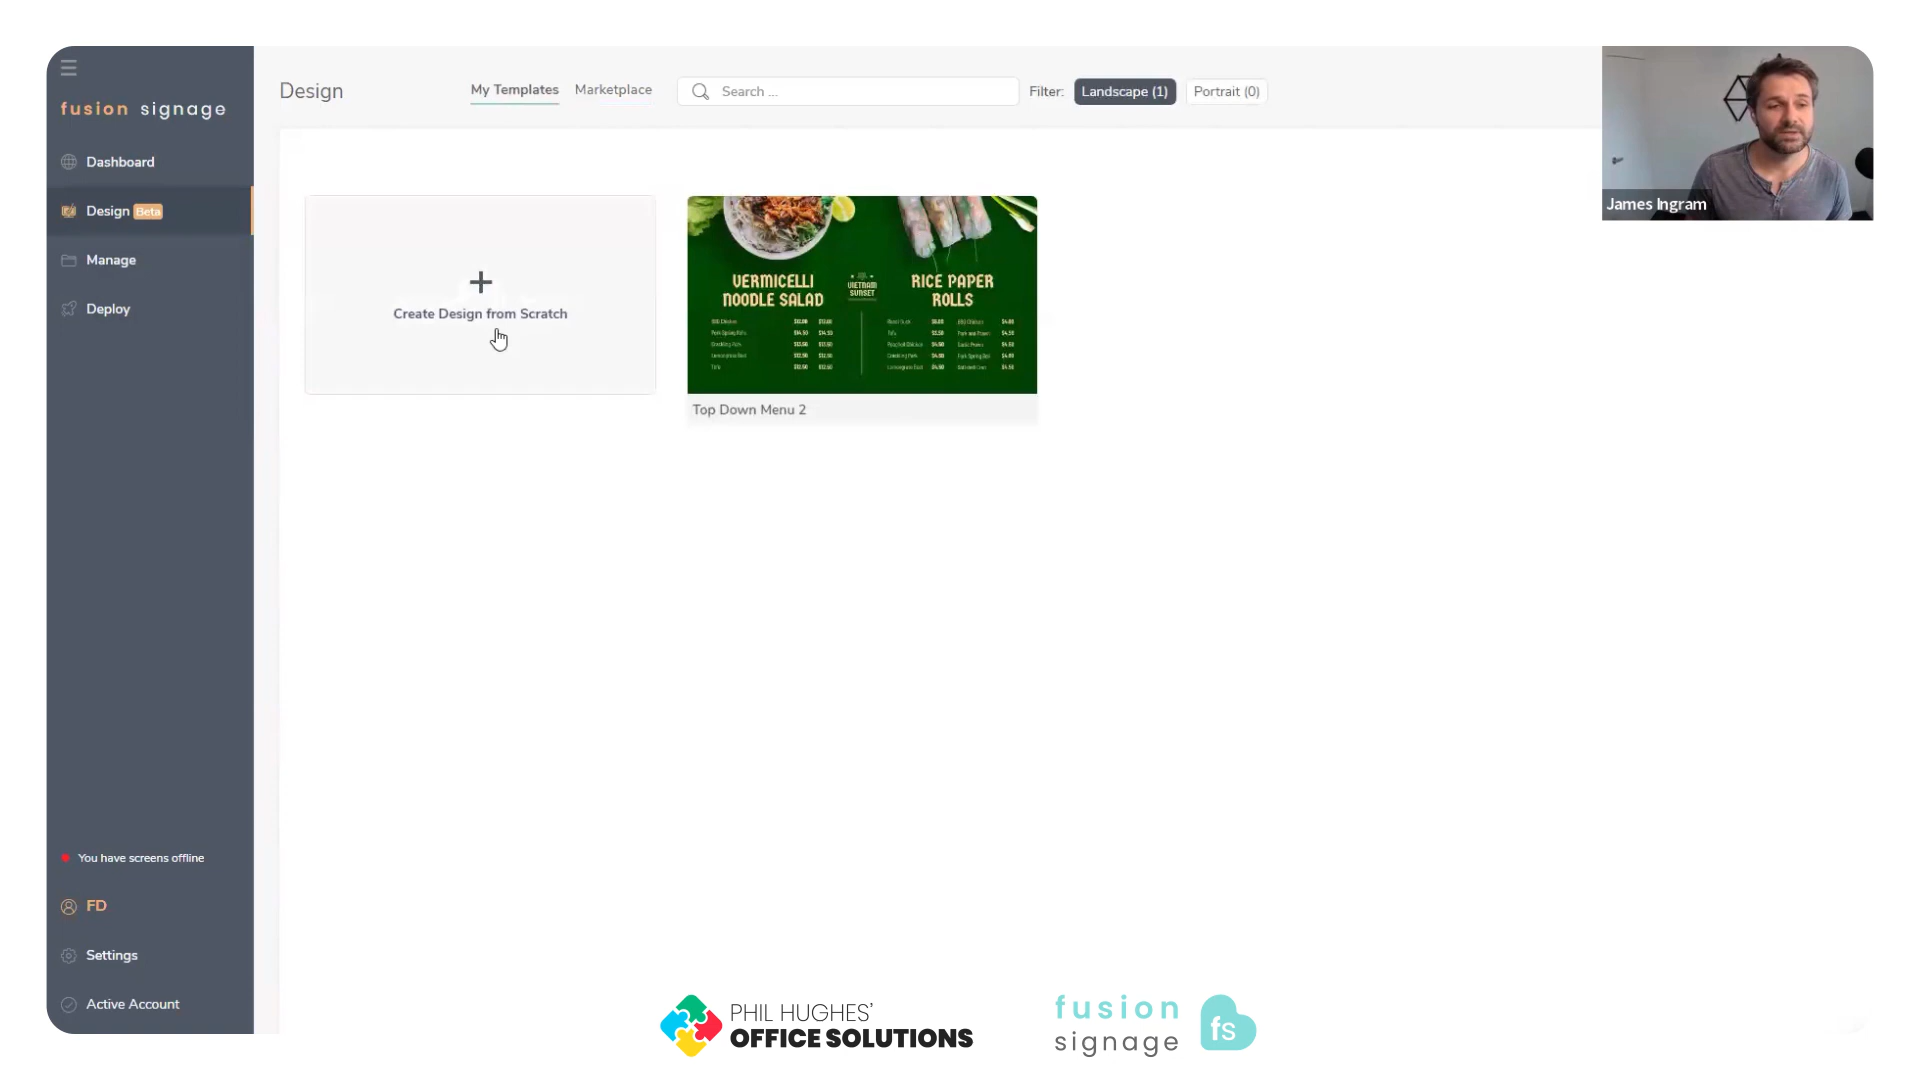 fusion signage
Dashboard
Design Beta
Manage
Deploy
You have screens offline
FD
Settings
Active Account
Design
My Templates
Marketplace
Search ...
Filter:
Landscape (1)
Portrait (0)
Create Design from Scratch
VERMICELLI
NOODLE SALAD
VIETNAM
SUNSET
RICE PAPER
ROLLS
Top Down Menu 2
James Ingram
PHIL HUGHES'
OFFICE SOLUTIONS
fusion
signage
fs